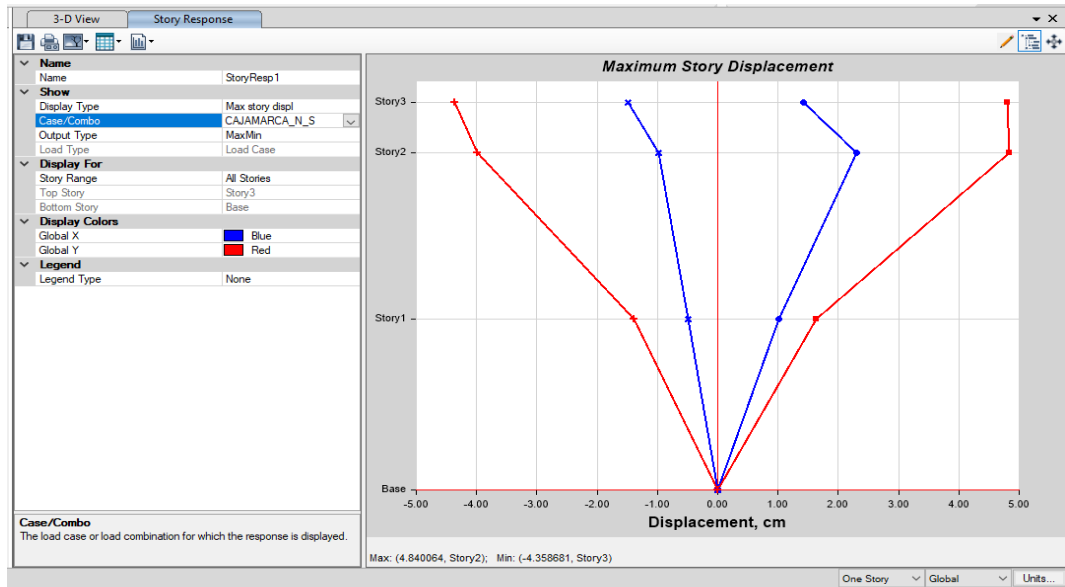 3-D View Story Response
Name
Name StoryResp1
Show
Display Type Max story displ
Case/Combo CAJAMARCA_N_S
Output Type MaxMin
Load Type Load Case
Display For
Story Range All Stories
Top Story Story3
Bottom Story Base
Display Colors
Global X Blue
Global Y Red
Legend
Legend Type None
Case/Combo
The load case or load combination for which the response is displayed.
Maximum Story Displacement
Story3
Story2
Story1
Base
-5.00 -4.00 -3.00 -2.00 -1.00 0.00 1.00 2.00 3.00 4.00 5.00
Displacement, cm
Max: (4.840064, Story2); Min: (-4.358681, Story3)
One Story Global Units...